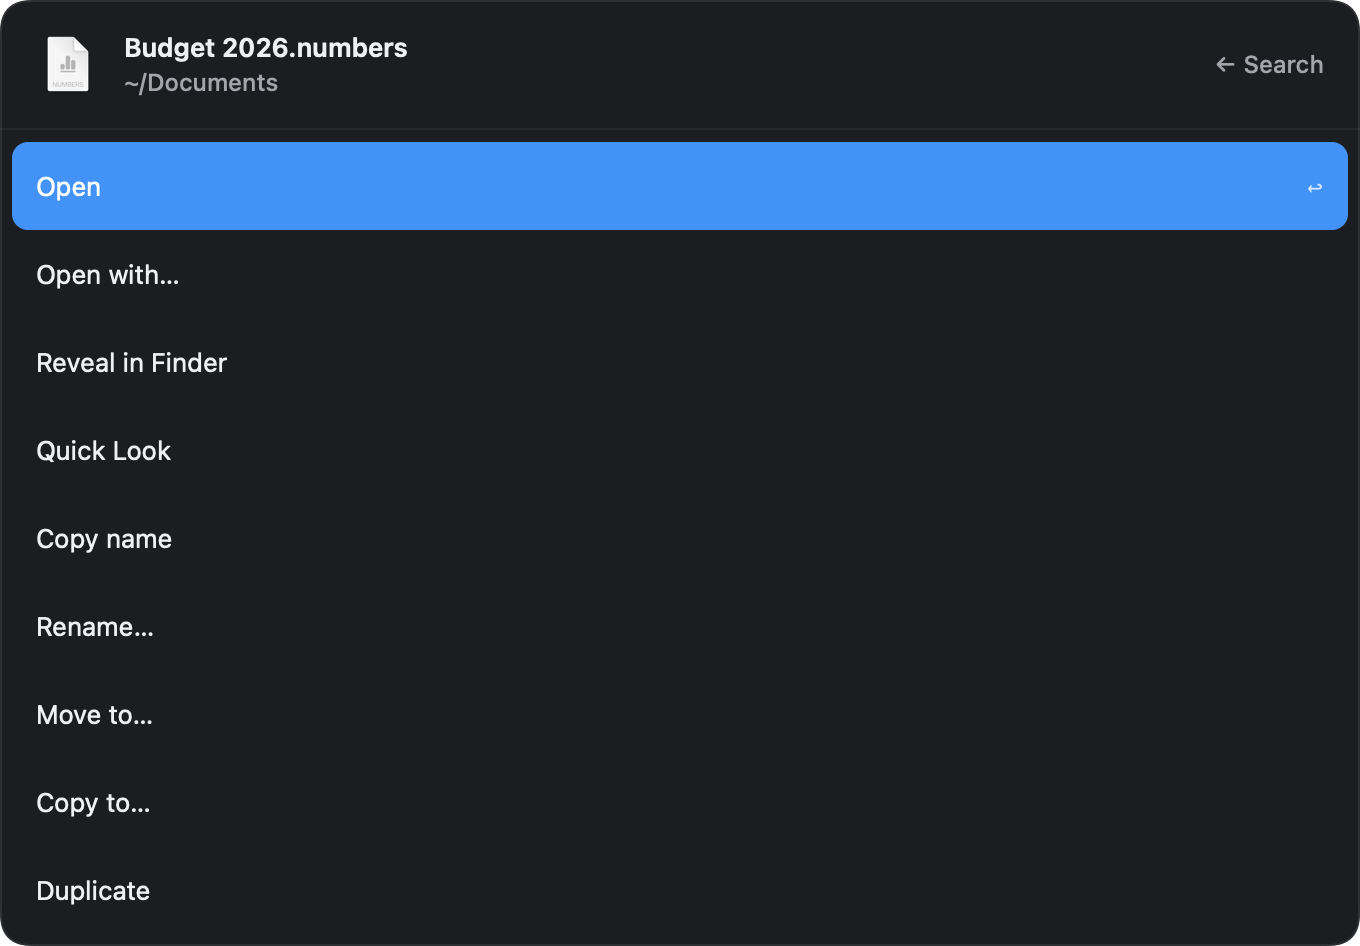 Budget 2026.numbers
~/Documents
NUMBERS
← Search
Open ↩
Open with...
Reveal in Finder
Quick Look
Copy name
Rename...
Move to...
Copy to...
Duplicate